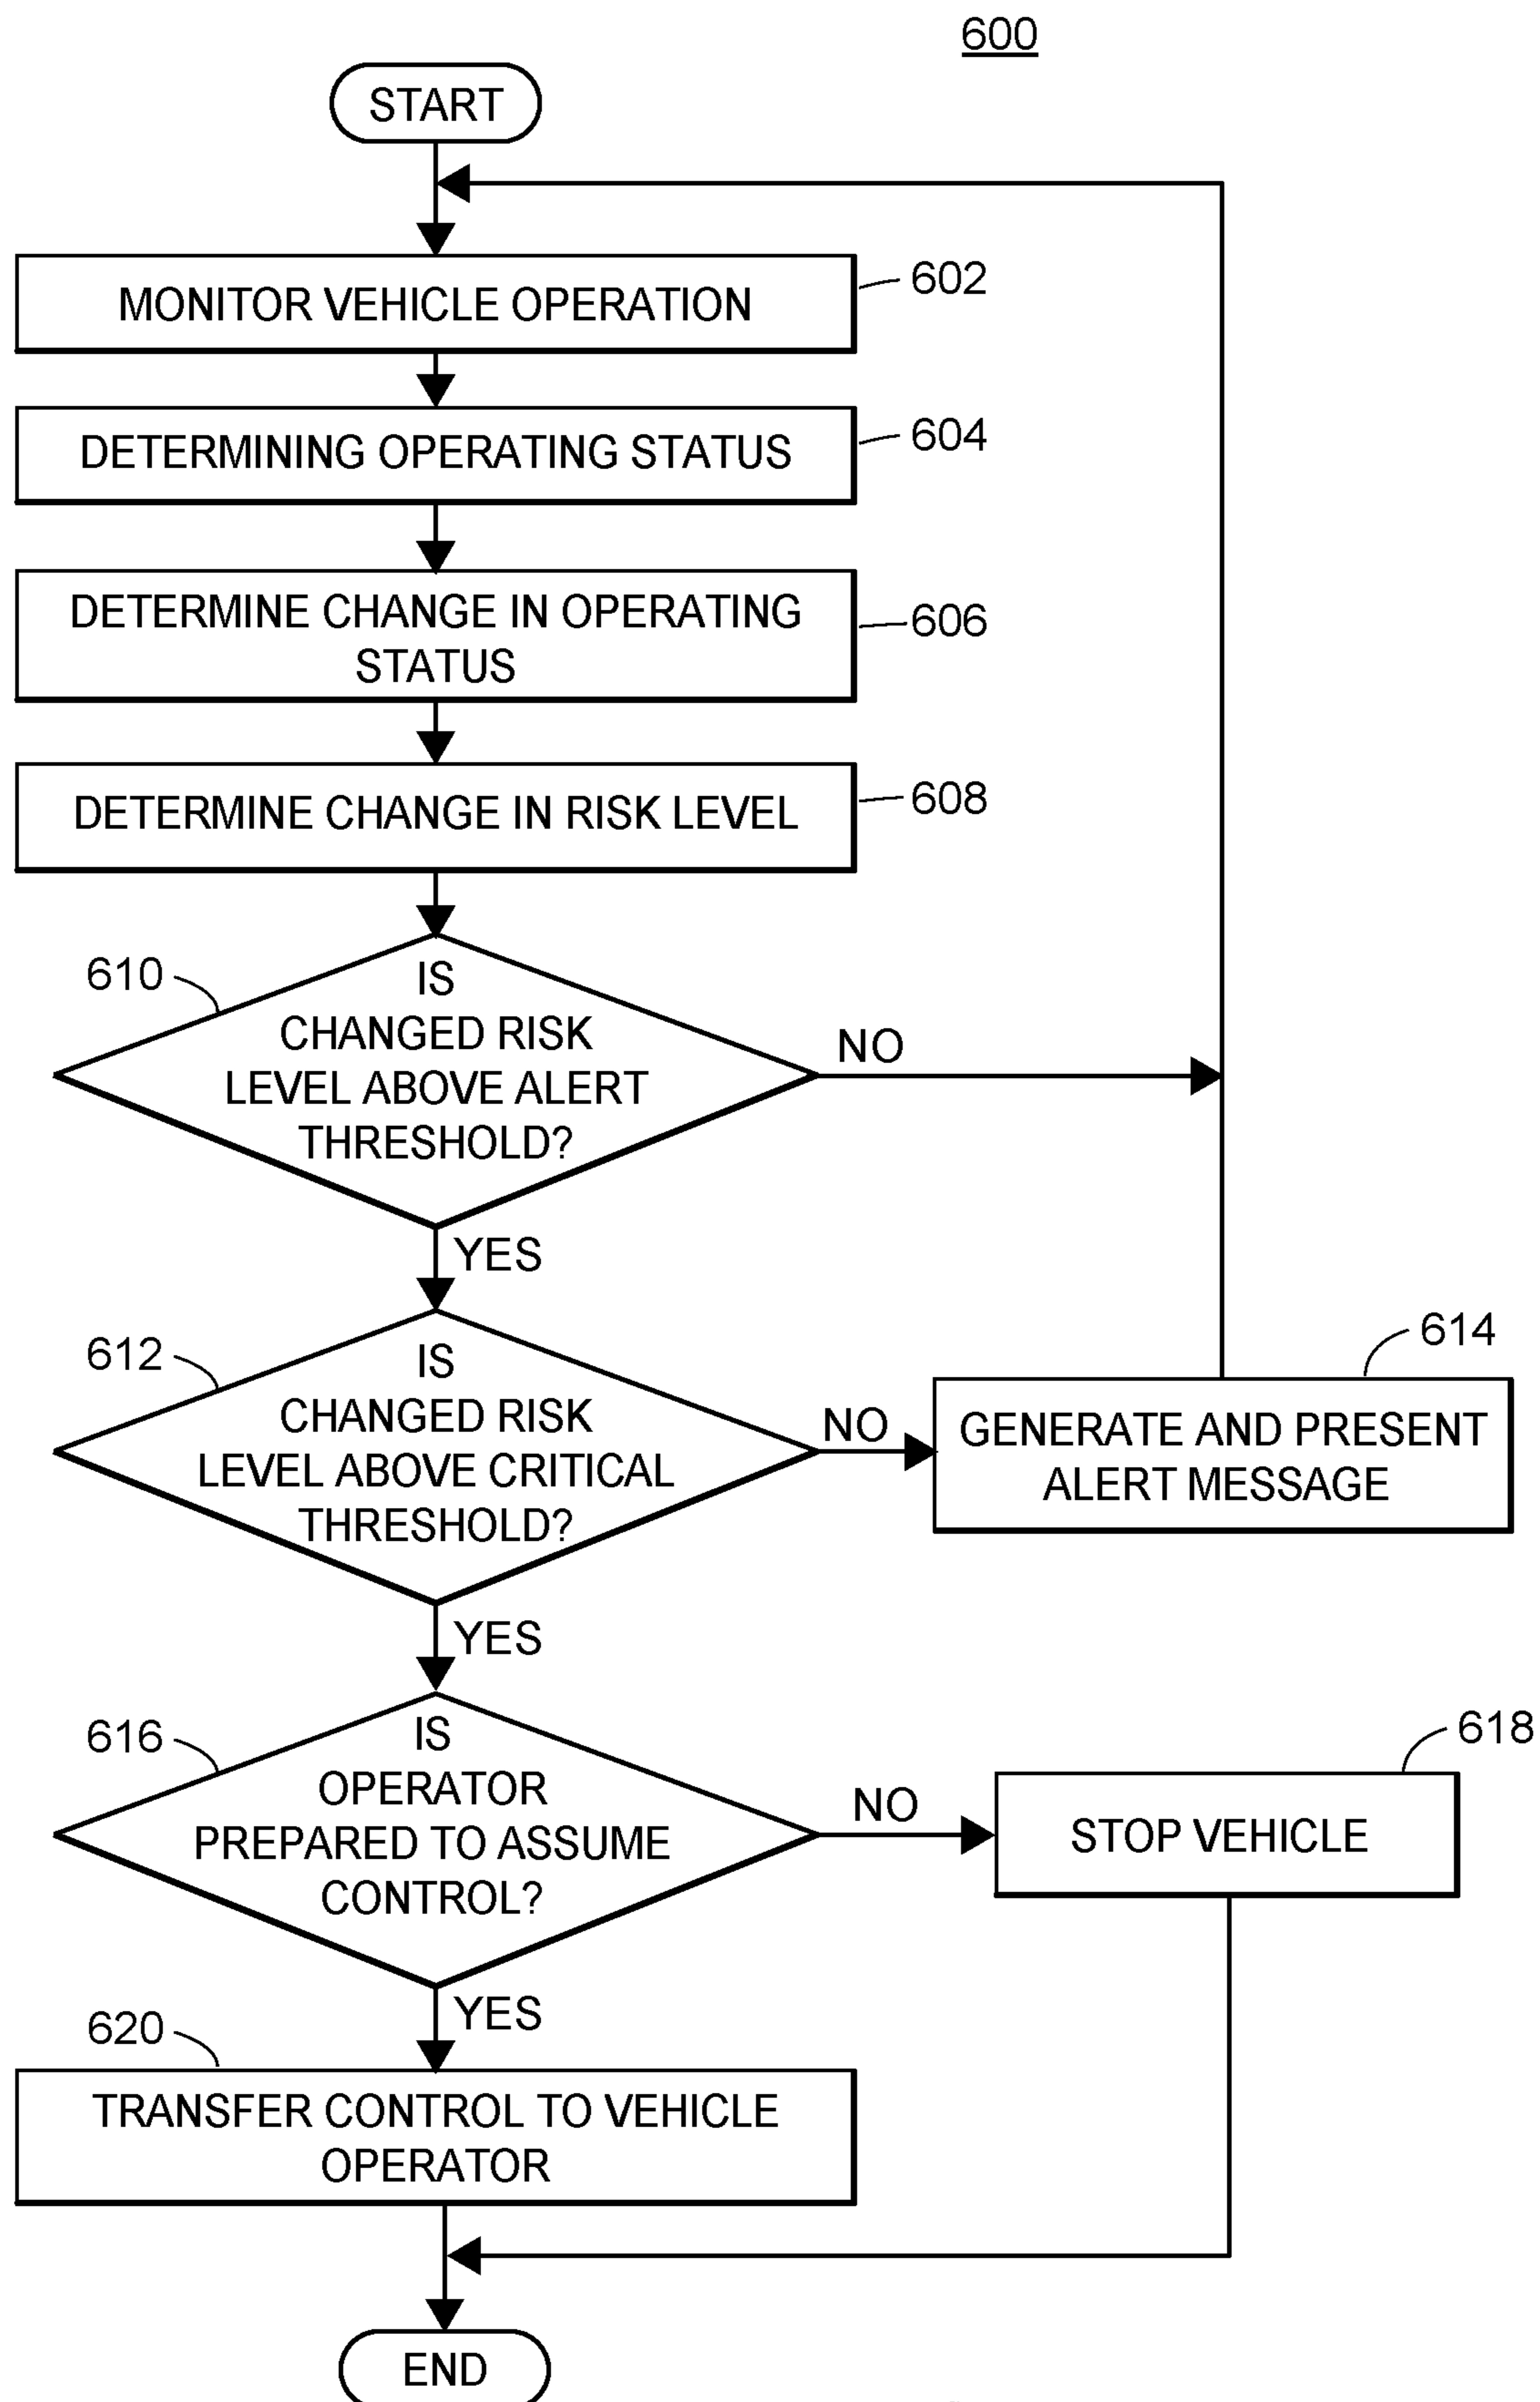 600
START
MONITOR VEHICLE OPERATION
602
DETERMINING OPERATING STATUS
604
DETERMINE CHANGE IN OPERATING
STATUS
606
DETERMINE CHANGE IN RISK LEVEL
608
610
IS
CHANGED RISK
LEVEL ABOVE ALERT
THRESHOLD?
NO
YES
612
IS
CHANGED RISK
LEVEL ABOVE CRITICAL
THRESHOLD?
NO
614
GENERATE AND PRESENT
ALERT MESSAGE
YES
616
IS
OPERATOR
PREPARED TO ASSUME
CONTROL?
NO
618
STOP VEHICLE
YES
620
TRANSFER CONTROL TO VEHICLE
OPERATOR
END